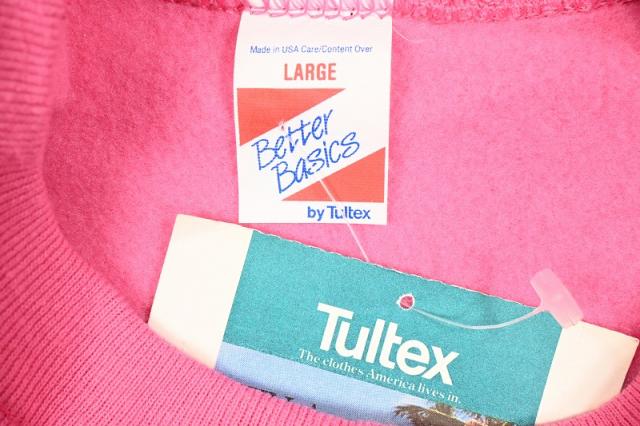 Made in USA Care/Content Over
LARGE
Better
Basics
by Tultex
Tultex
The clothes America lives in.